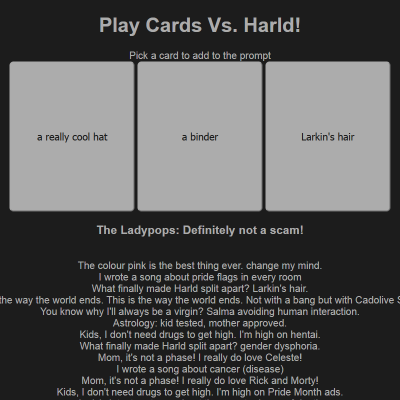 Play Cards Vs. Harld!
Pick a card to add to the prompt
a really cool hat
a binder
Larkin's hair
The Ladypops: Definitely not a scam!
The colour pink is the best thing ever. change my mind.
I wrote a song about pride flags in every room
What finally made Harld split apart? Larkin's hair.
the way the world ends. This is the way the world ends. Not with a bang but with Cadolive S
You know why I'll always be a virgin? Salma avoiding human interaction.
Astrology: kid tested, mother approved.
Kids, I don't need drugs to get high. I'm high on hentai.
What finally made Harld split apart? gender dysphoria.
Mom, it's not a phase! I really do love Celeste!
I wrote a song about cancer (disease)
Mom, it's not a phase! I really do love Rick and Morty!
Kids, I don't need drugs to get high. I'm high on Pride Month ads.